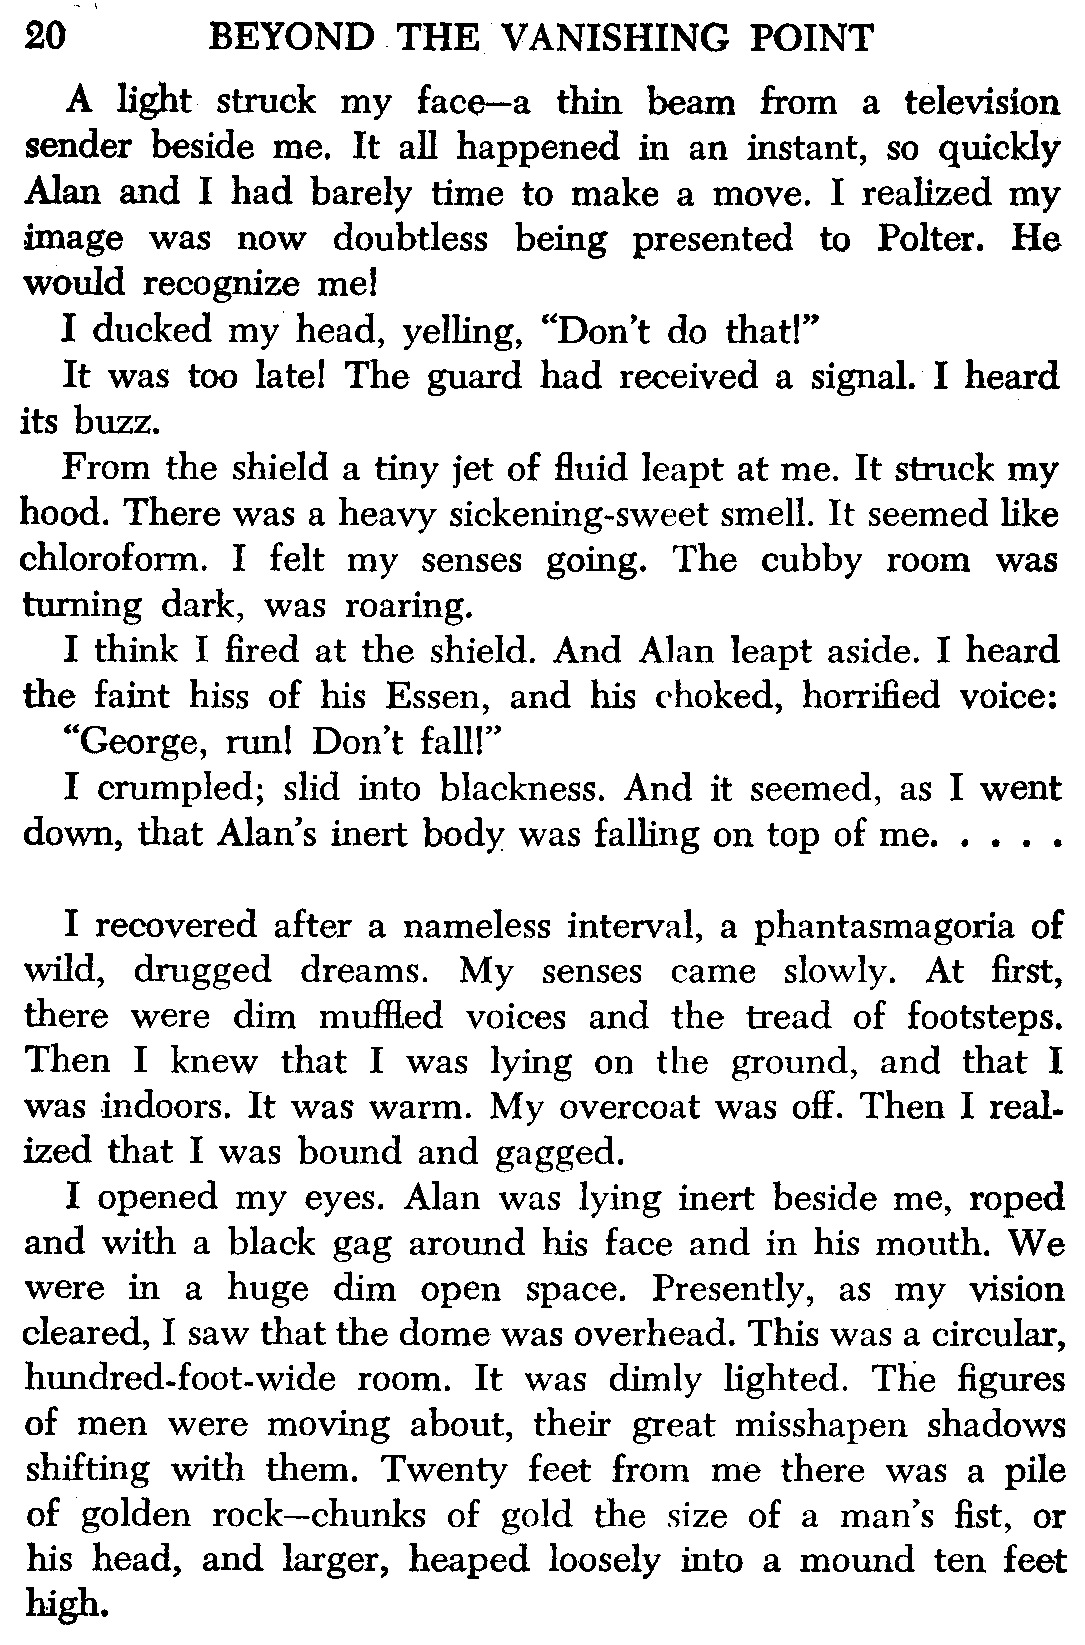 20 BEYOND THE VANISHING POINT
A light struck my face—a thin beam from a television
sender beside me. It all happened in an instant, so quickly
Alan and I had barely time to make a move. I realized my
image was now doubtless being presented to Polter. He
would recognize me!
I ducked my head, yelling, “Don’t do that!”
It was too late! The guard had received a signal. I heard
its buzz.
From the shield a tiny jet of fluid leapt at me. It struck my
hood. There was a heavy sickening-sweet smell. It seemed like
chloroform. I felt my senses going. The cubby room was
turning dark, was roaring.
I think I fired at the shield. And Alan leapt aside. I heard
the faint hiss of his Essen, and his choked, horrified voice:
“George, run! Don’t fall!”
I crumpled; slid into blackness. And it seemed, as I went
down, that Alan’s inert body was falling on top of me. . . . .
I recovered after a nameless interval, a phantasmagoria of
wild, drugged dreams. My senses came slowly. At first,
there were dim muffled voices and the tread of footsteps.
Then I knew that I was lying on the ground, and that I
was indoors. It was warm. My overcoat was off. Then I real-
ized that I was bound and gagged.
I opened my eyes. Alan was lying inert beside me, roped
and with a black gag around his face and in his mouth. We
were in a huge dim open space. Presently, as my vision
cleared, I saw that the dome was overhead. This was a circular,
hundred-foot-wide room. It was dimly lighted. The figures
of men were moving about, their great misshapen shadows
shifting with them. Twenty feet from me there was a pile
of golden rock—chunks of gold the size of a man’s fist, or
his head, and larger, heaped loosely into a mound ten feet
high.